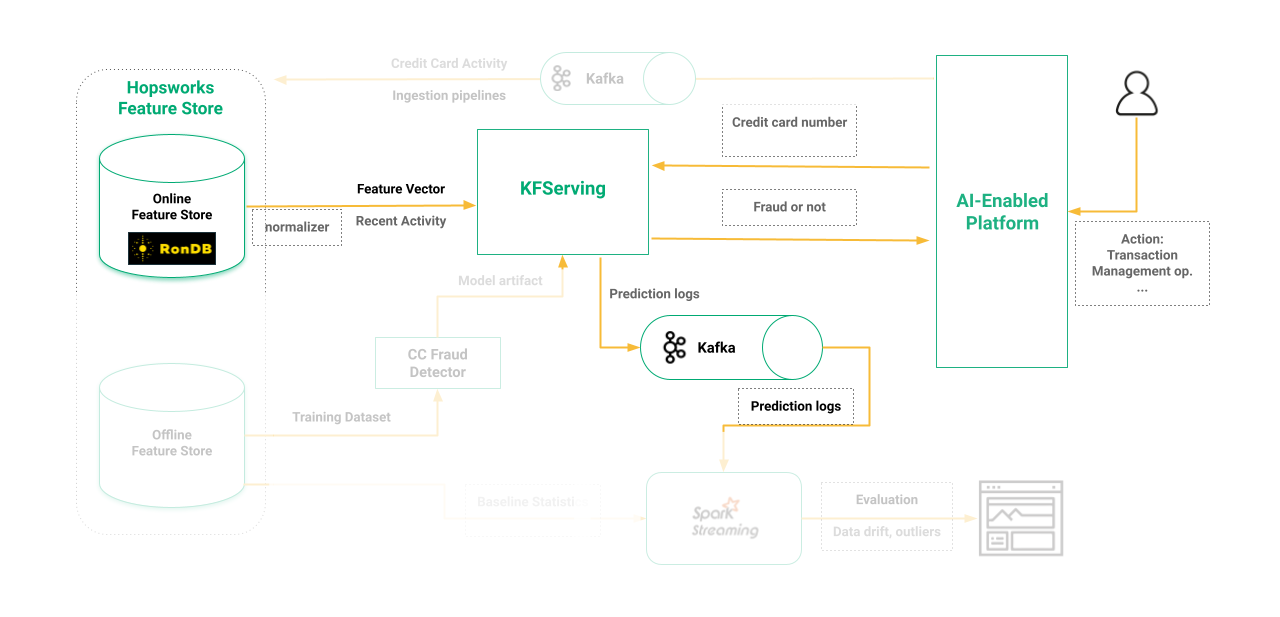 Credit Card Activity
Kafka
Ingestion pipelines
Hopsworks
Feature Store
Online
Feature Store
RonDB
Feature Vector
normalizer
Recent Activity
KFServing
Credit card number
Fraud or not
AI-Enabled
Platform
Action:
Transaction
Management op.
...
Model artifact
Prediction logs
Kafka
CC Fraud
Detector
Prediction logs
Training Dataset
Offline
Feature Store
Baseline Statistics
Spark
Streaming
Evaluation
Data drift, outliers